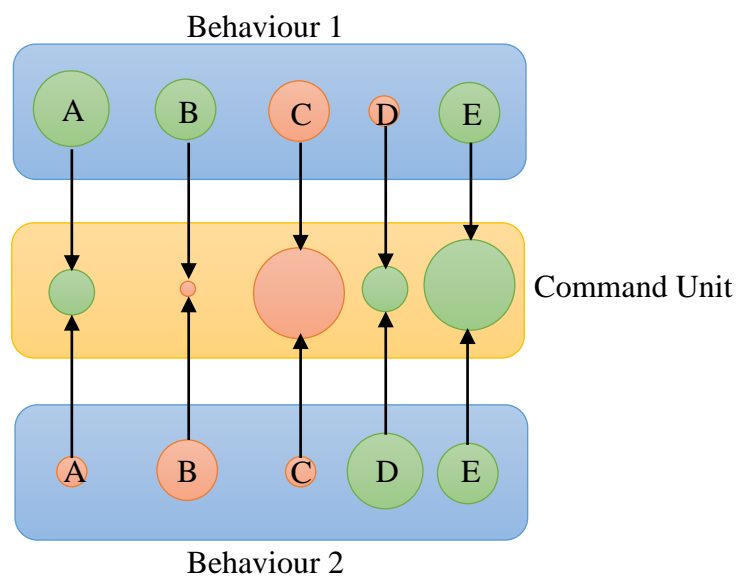 Behaviour 1
A B C D E
Command Unit
A B C D E
Behaviour 2